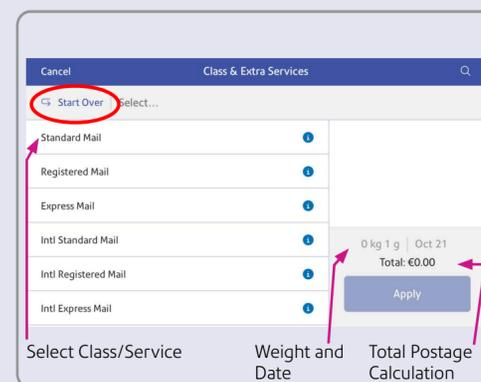 Cancel Class & Extra Services
Start Over | Select...
Standard Mail
Registered Mail
Express Mail
Intl Standard Mail
Intl Registered Mail
Intl Express Mail
0 kg 1 g | Oct 21
Total: €0.00
Apply
Select Class/Service
Weight and
Date
Total Postage
Calculation